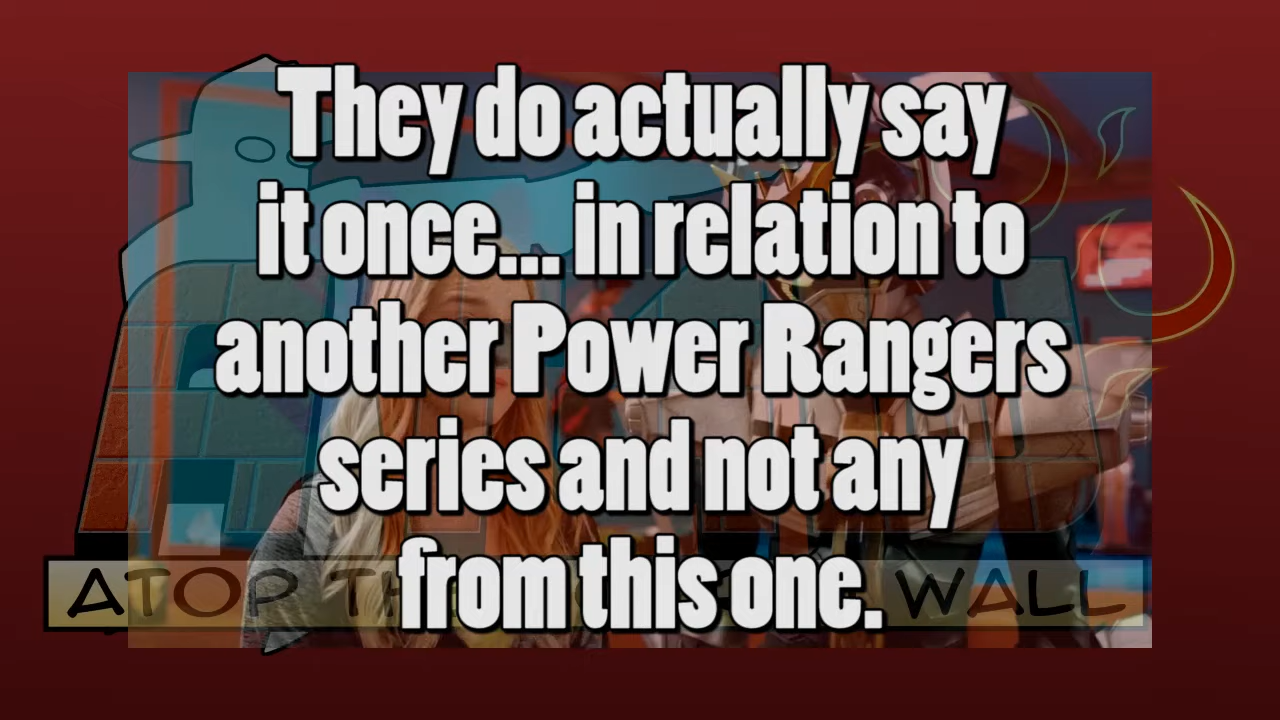 They do actually say
it once... in relation to
another Power Rangers
series and not any
from this one.
ATOP WALL